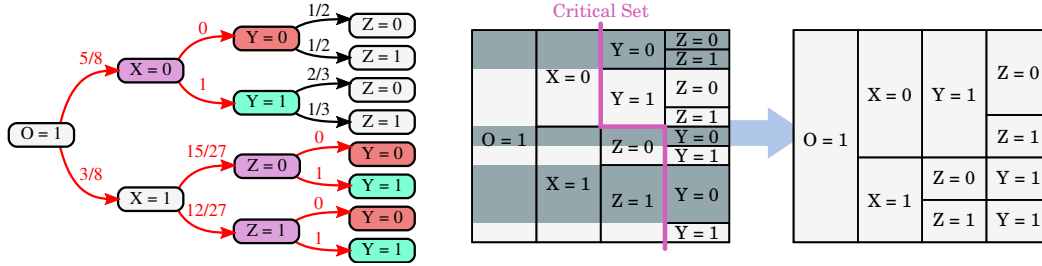 Critical Set
1/2
Z = 0
0
Y = 0
1/2
Z = 1
5/8
X = 0
1
Y = 1
2/3
Z = 0
1/3
Z = 1
O = 1
3/8
X = 1
15/27
Z = 0
0
Y = 0
1
Y = 1
12/27
Z = 1
0
Y = 0
1
Y = 1
O = 1
X = 0
Y = 0
Z = 0
Z = 1
Y = 1
Z = 0
Z = 1
X = 1
Z = 0
Y = 0
Y = 1
Z = 1
Y = 0
Y = 1
O = 1
X = 0
Y = 1
Z = 0
Z = 1
X = 1
Z = 0
Y = 1
Z = 1
Y = 1